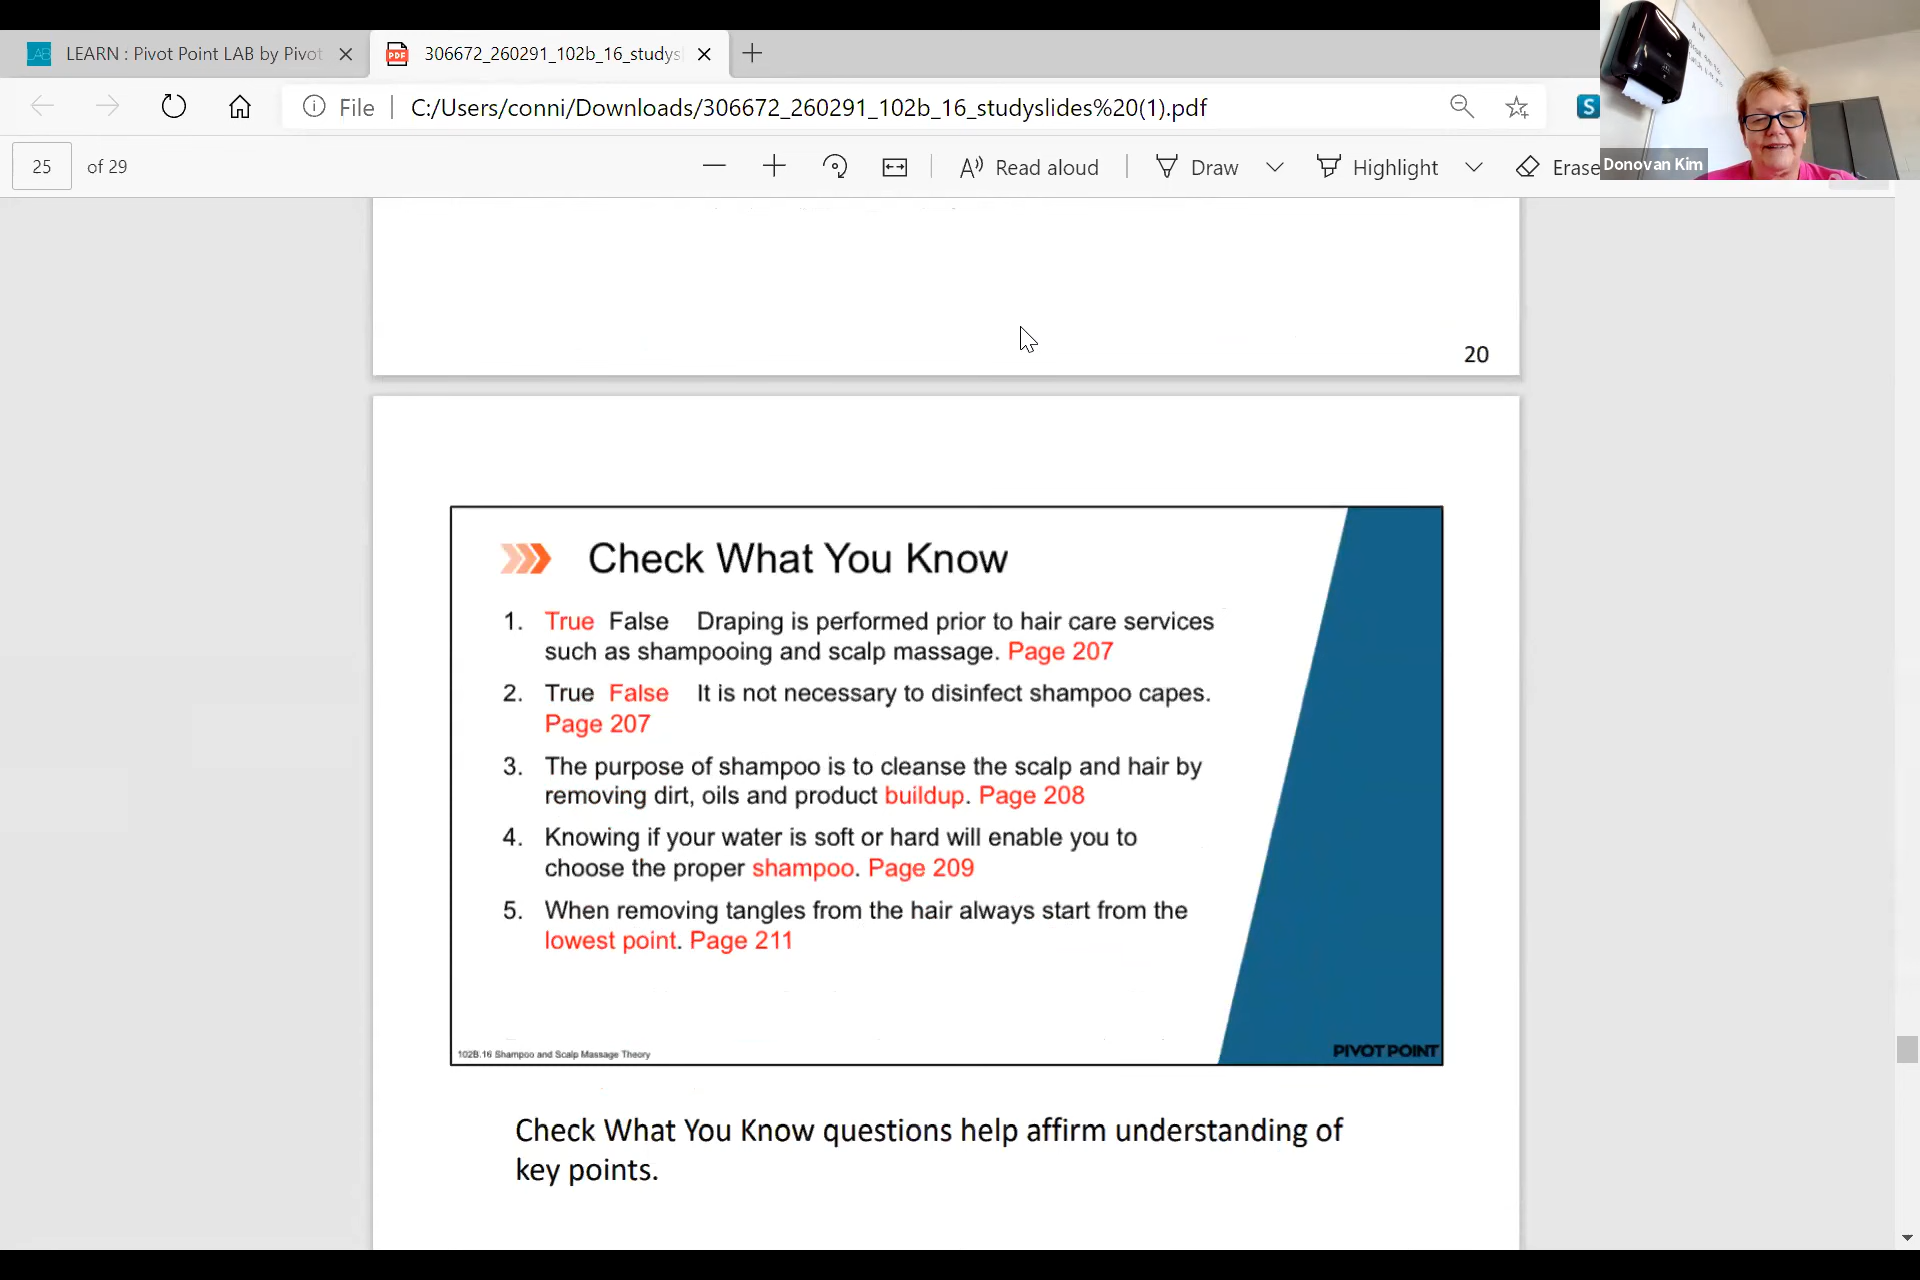 LAB LEARN : Pivot Point LAB by Pivot
PDF 306672_260291_102b_16_studys
File C:/Users/conni/Downloads/306672_260291_102b_16_studyslides%20(1).pdf
S
25 of 29 Read aloud Draw Highlight Erase
Donovan Kim
20
Check What You Know
1. True False Draping is performed prior to hair care services
such as shampooing and scalp massage. Page 207
2. True False It is not necessary to disinfect shampoo capes.
Page 207
3. The purpose of shampoo is to cleanse the scalp and hair by
removing dirt, oils and product buildup. Page 208
4. Knowing if your water is soft or hard will enable you to
choose the proper shampoo. Page 209
5. When removing tangles from the hair always start from the
lowest point. Page 211
102B.16 Shampoo and Scalp Massage Theory
PIVOT POINT
Check What You Know questions help affirm understanding of
key points.